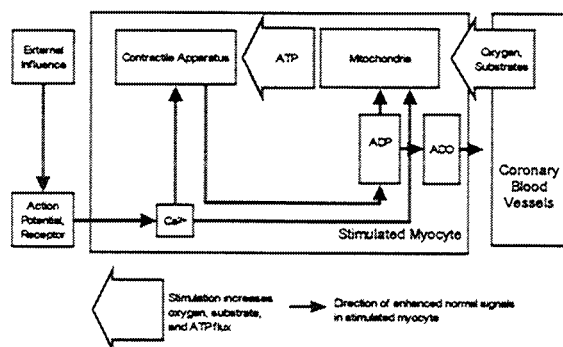 External
Influence
Contractile Apparatus
ATP
Mitochondria
Oxygen,
Substrates
ADP
ADO
Coronary
Blood
Vessels
Action
Potential,
Receptor
Ca²⁺
Stimulated Myocyte
Stimulation increases
oxygen, substrate,
and ATP flux
Direction of enhanced normal signals
in stimulated myocyte